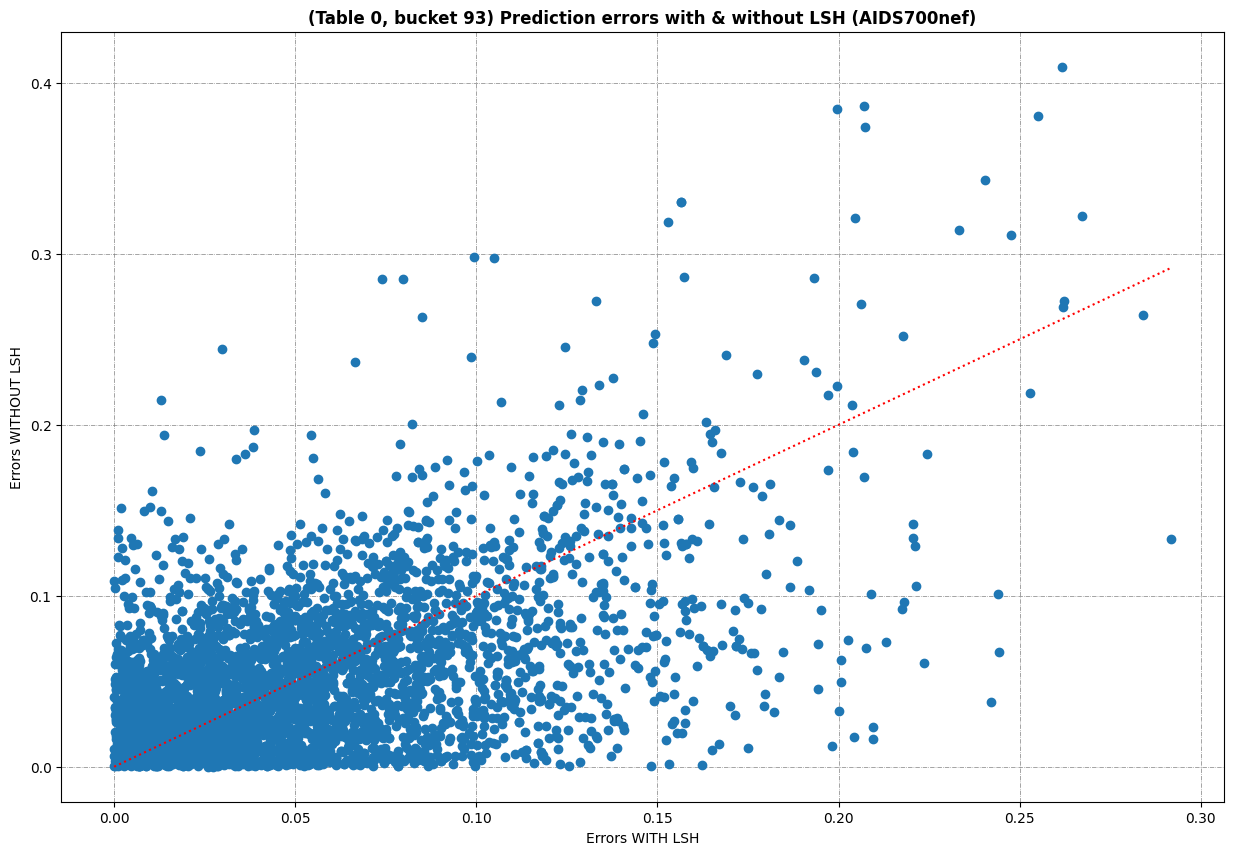 (Table 0, bucket 93) Prediction errors with & without LSH (AIDS700nef)
Errors WITHOUT LSH
0.4
0.3
0.2
0.1
0.0
0.00 0.05 0.10 0.15 0.20 0.25 0.30
Errors WITH LSH